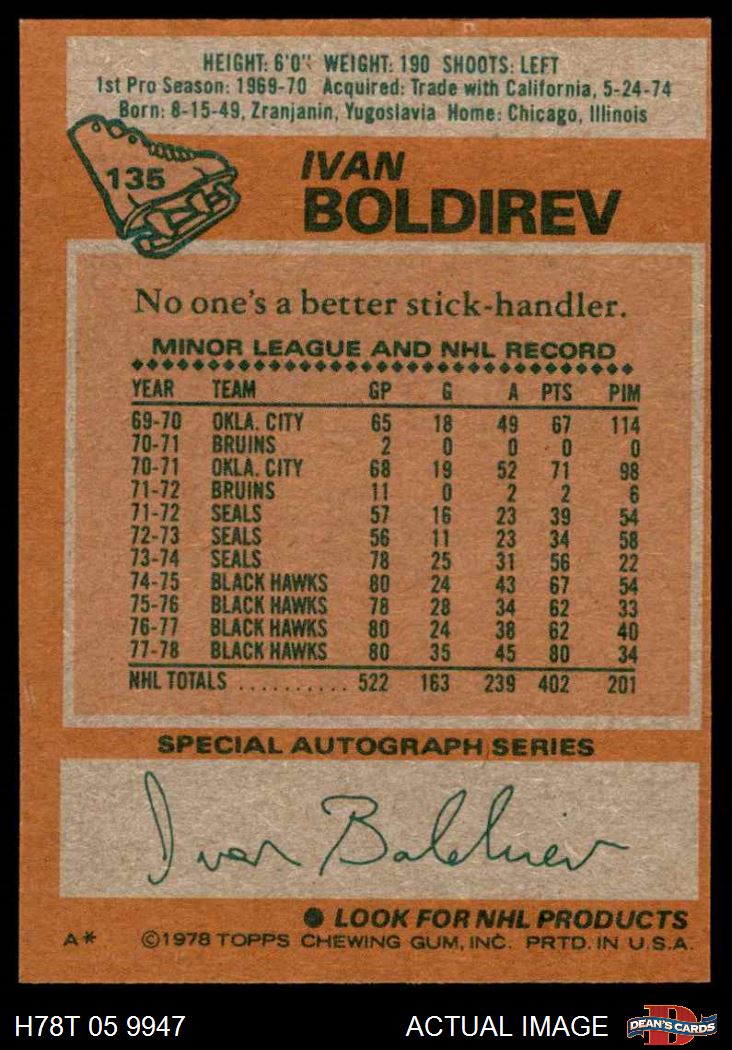 HEIGHT: 6'0" WEIGHT: 190 SHOOTS: LEFT
1st Pro Season: 1969-70 Acquired: Trade with California, 5-24-74
Born: 8-15-49, Zranjanin, Yugoslavia Home: Chicago, Illinois
135
IVAN
BOLDIREV
No one's a better stick-handler.
MINOR LEAGUE AND NHL RECORD
YEAR TEAM GP G A PTS PIM
69-70 OKLA. CITY 65 18 49 67 114
70-71 BRUINS 2 0 0 0 0
70-71 OKLA. CITY 68 19 52 71 98
71-72 BRUINS 11 0 2 2 6
71-72 SEALS 57 16 23 39 54
72-73 SEALS 56 11 23 34 58
73-74 SEALS 78 25 31 56 22
74-75 BLACK HAWKS 80 24 43 67 54
75-76 BLACK HAWKS 78 28 34 62 33
76-77 BLACK HAWKS 80 24 38 62 40
77-78 BLACK HAWKS 80 35 45 80 34
NHL TOTALS .......... 522 163 239 402 201
SPECIAL AUTOGRAPH SERIES
Ivan Boldirev
● LOOK FOR NHL PRODUCTS
A* ©1978 TOPPS CHEWING GUM, INC. PRTD. IN U.S.A.
H78T 05 9947 ACTUAL IMAGE DEAN'S CARDS